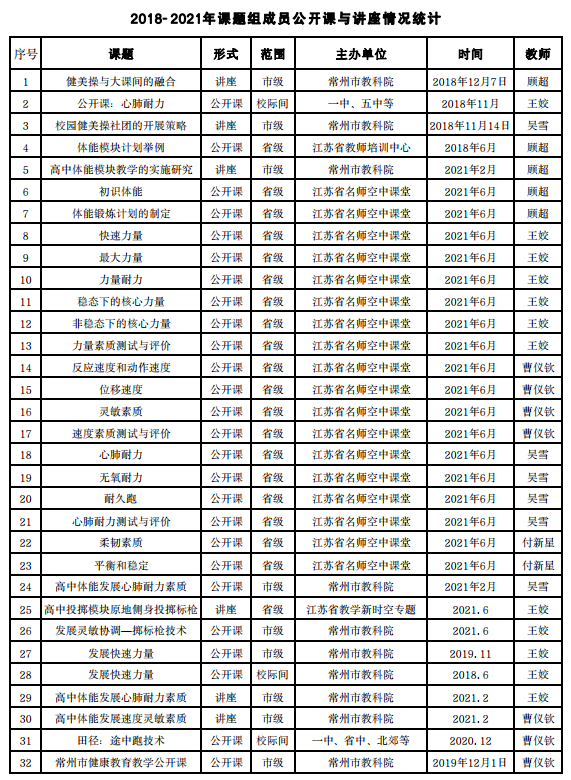 2018-2021年课题组成员公开课与讲座情况统计
序号 课题 形式 范围 主办单位 时间 教师
1 健美操与大课间的融合 讲座 市级 常州市教科院 2018年12月7日 顾超
2 公开课：心肺耐力 公开课 校际间 一中、五中等 2018年11月 王姣
3 校园健美操社团的开展策略 讲座 市级 常州市教科院 2018年11月14日 吴雪
4 体能模块计划举例 公开课 省级 江苏省教师培训中心 2018年6月 顾超
5 高中体能模块教学的实施研究 讲座 市级 常州市教科院 2021年2月 顾超
6 初识体能 公开课 省级 江苏省名师空中课堂 2021年6月 顾超
7 体能锻炼计划的制定 公开课 省级 江苏省名师空中课堂 2021年6月 顾超
8 快速力量 公开课 省级 江苏省名师空中课堂 2021年6月 王姣
9 最大力量 公开课 省级 江苏省名师空中课堂 2021年6月 王姣
10 力量耐力 公开课 省级 江苏省名师空中课堂 2021年6月 王姣
11 稳态下的核心力量 公开课 省级 江苏省名师空中课堂 2021年6月 王姣
12 非稳态下的核心力量 公开课 省级 江苏省名师空中课堂 2021年6月 王姣
13 力量素质测试与评价 公开课 省级 江苏省名师空中课堂 2021年6月 王姣
14 反应速度和动作速度 公开课 省级 江苏省名师空中课堂 2021年6月 曹仪钦
15 位移速度 公开课 省级 江苏省名师空中课堂 2021年6月 曹仪钦
16 灵敏素质 公开课 省级 江苏省名师空中课堂 2021年6月 曹仪钦
17 速度素质测试与评价 公开课 省级 江苏省名师空中课堂 2021年6月 曹仪钦
18 心肺耐力 公开课 省级 江苏省名师空中课堂 2021年6月 吴雪
19 无氧耐力 公开课 省级 江苏省名师空中课堂 2021年6月 吴雪
20 耐久跑 公开课 省级 江苏省名师空中课堂 2021年6月 吴雪
21 心肺耐力测试与评价 公开课 省级 江苏省名师空中课堂 2021年6月 吴雪
22 柔韧素质 公开课 省级 江苏省名师空中课堂 2021年6月 付新星
23 平衡和稳定 公开课 省级 江苏省名师空中课堂 2021年6月 付新星
24 高中体能发展心肺耐力素质 公开课 市级 常州市教科院 2021年2月 吴雪
25 高中投掷模块原地侧身投掷标枪 讲座 省级 江苏省教学新时空专题 2021.6 王姣
26 发展灵敏协调—掷标枪技术 公开课 市级 常州市教科院 2021.6 王姣
27 发展快速力量 公开课 市级 常州市教科院 2019.11 王姣
28 发展快速力量 公开课 校际间 常州市教科院 2018.6 王姣
29 高中体能发展心肺耐力素质 讲座 市级 常州市教科院 2021.2 王姣
30 高中体能发展速度灵敏素质 讲座 市级 常州市教科院 2021.2 曹仪钦
31 田径：途中跑技术 公开课 校际间 一中、省中、北郊等 2020.12 曹仪钦
32 常州市健康教育教学公开课 公开课 市级 常州市教科院 2019年12月1日 曹仪钦